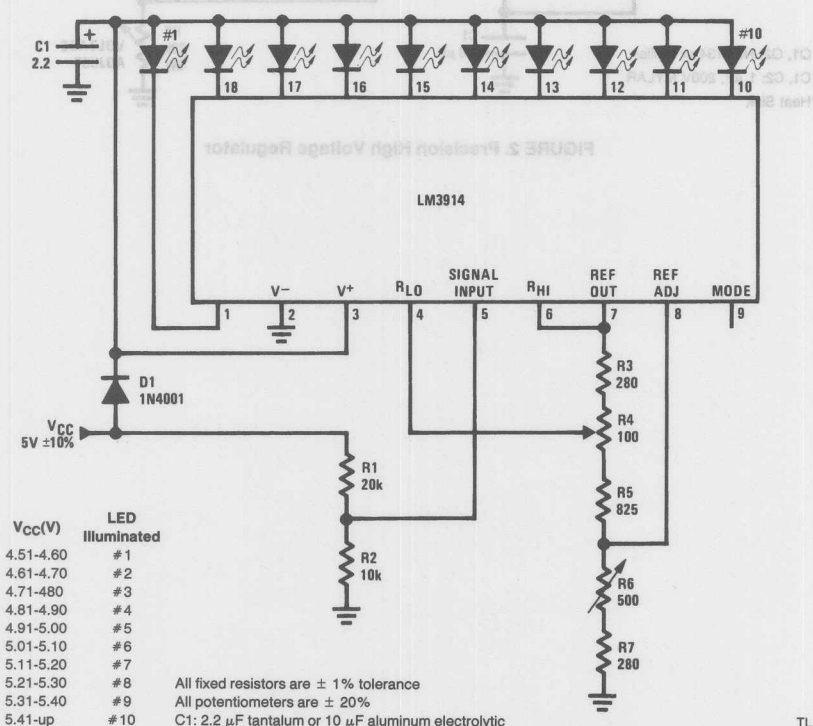 C1
2.2
+
#1
#10
18
17
16
15
14
13
12
11
10
Heat Sink
FIGURE 2. Precision High Voltage Regulator
LM3914
V−
V+
RLO
SIGNAL
INPUT
RHI
REF
OUT
REF
ADJ
MODE
1
2
3
4
5
6
7
8
9
D1
1N4001
VCC
5V ±10%
R1
20k
R2
10k
R3
280
R4
100
R5
825
R6
500
R7
280
VCC(V) LED Illuminated
4.51-4.60 #1
4.61-4.70 #2
4.71-480 #3
4.81-4.90 #4
4.91-5.00 #5
5.01-5.10 #6
5.11-5.20 #7
5.21-5.30 #8
5.31-5.40 #9
5.41-up #10
All fixed resistors are ± 1% tolerance
All potentiometers are ± 20%
C1: 2.2 μF tantalum or 10 μF aluminum electrolytic
TL